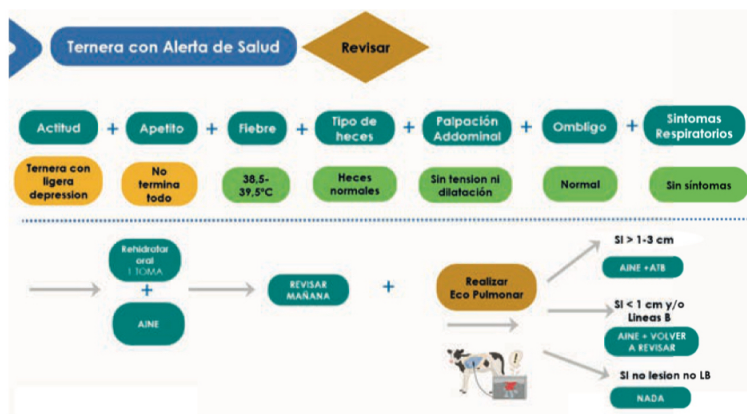 Ternera con Alerta de Salud
Revisar
Actitud + Apetito + Fiebre + Tipo de heces + Palpación Addominal + Ombligo + Sintomas Respiratorios
Ternera con
ligera
depression
No
termina
todo
38,5-
39,5°C
Heces
normales
Sin tension ni
dilatación
Normal
Sin síntomas
Rehidratar
oral
1 TOMA
+
AINE
REVISAR
MAÑANA
+
Realizar
Eco Pulmonar
SI > 1-3 cm
AINE +ATB
SI < 1 cm y/o
Lineas B
AINE + VOLVER
A REVISAR
SI no lesion no LB
NADA